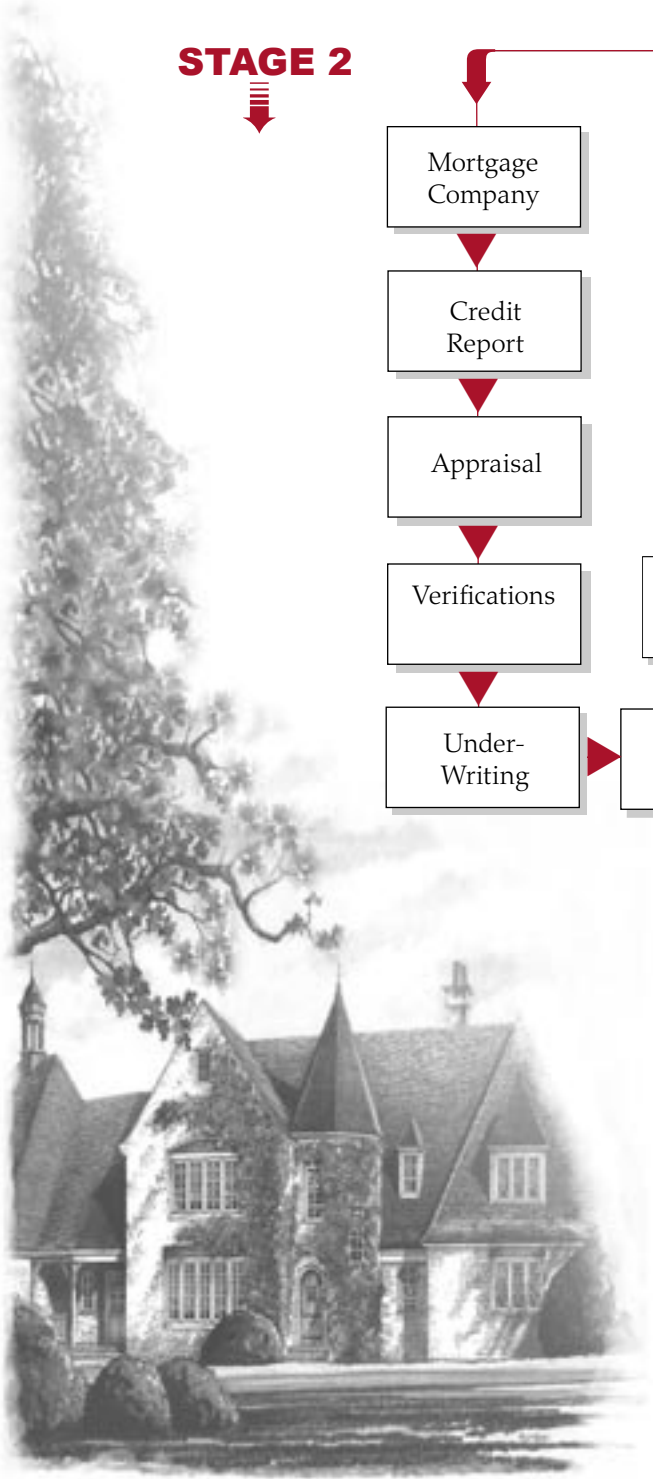 STAGE 2
Mortgage
Company
Credit
Report
Appraisal
Verifications
Under-
Writing